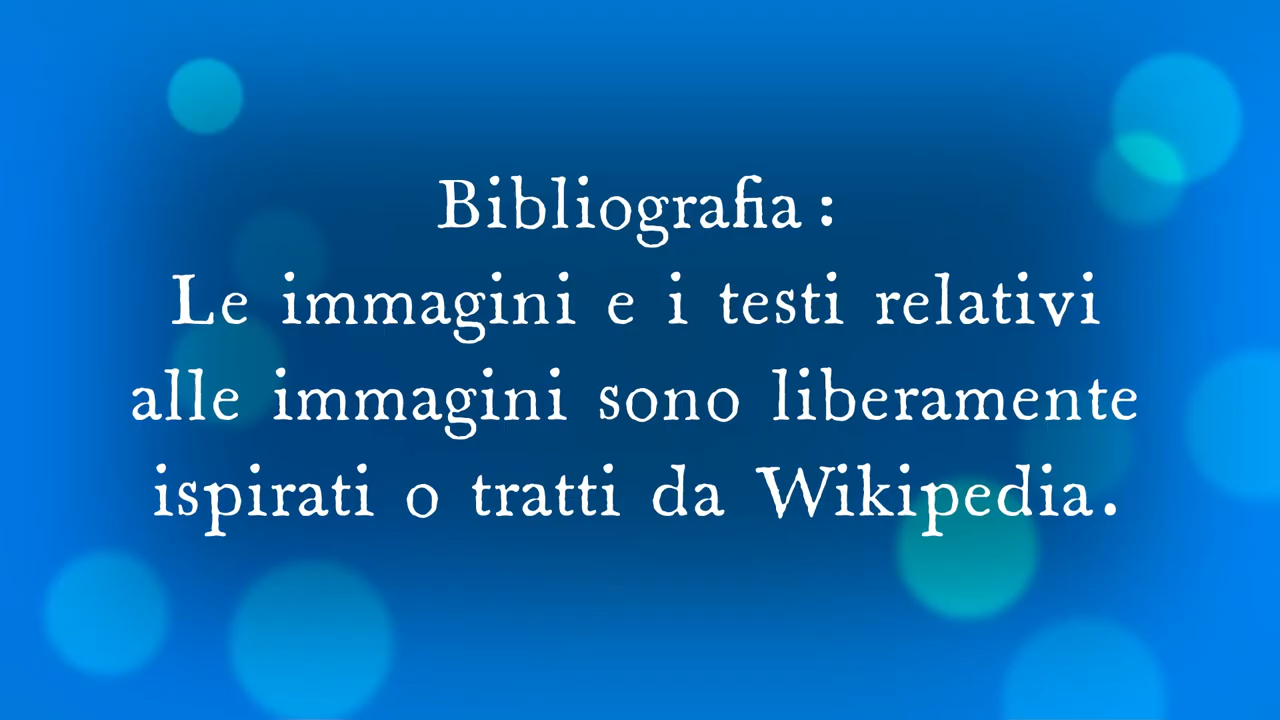 Bibliografia :
Le immagini e i testi relativi
alle immagini sono liberamente
ispirati o tratti da Wikipedia.